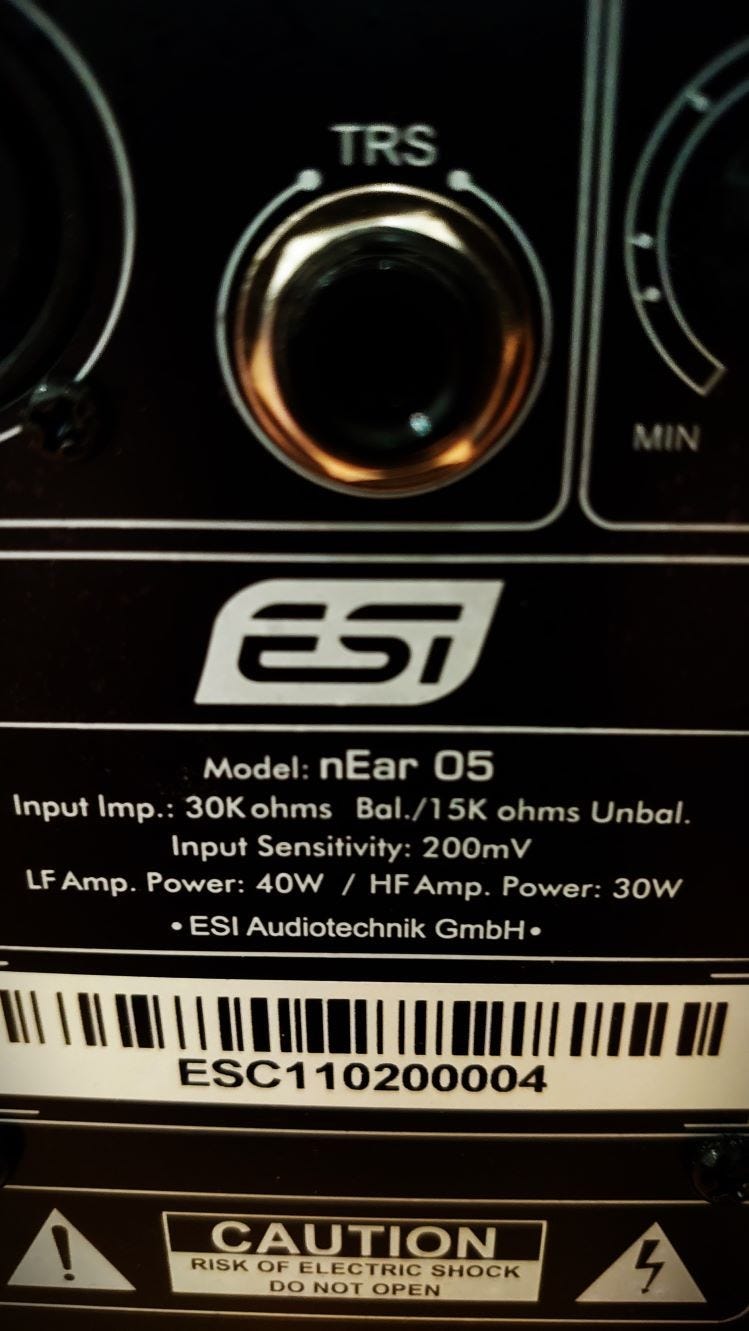 TRS
MIN
ESI
Model: nEar 05
Input Imp.: 30K ohms Bal./15K ohms Unbal.
Input Sensitivity: 200mV
LF Amp. Power: 40W / HF Amp. Power: 30W
• ESI Audiotechnik GmbH •
ESC110200004
CAUTION
RISK OF ELECTRIC SHOCK
DO NOT OPEN